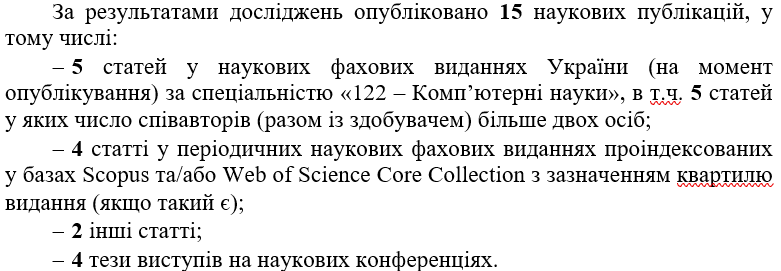 За результатами досліджень опубліковано 15 наукових публікацій, у
тому числі:
– 5 статей у наукових фахових виданнях України (на момент
опублікування) за спеціальністю «122 – Комп’ютерні науки», в т.ч. 5 статей
у яких число співавторів (разом із здобувачем) більше двох осіб;
– 4 статті у періодичних наукових фахових виданнях проіндексованих
у базах Scopus та/або Web of Science Core Collection з зазначенням квартилю
видання (якщо такий є);
– 2 інші статті;
– 4 тези виступів на наукових конференціях.